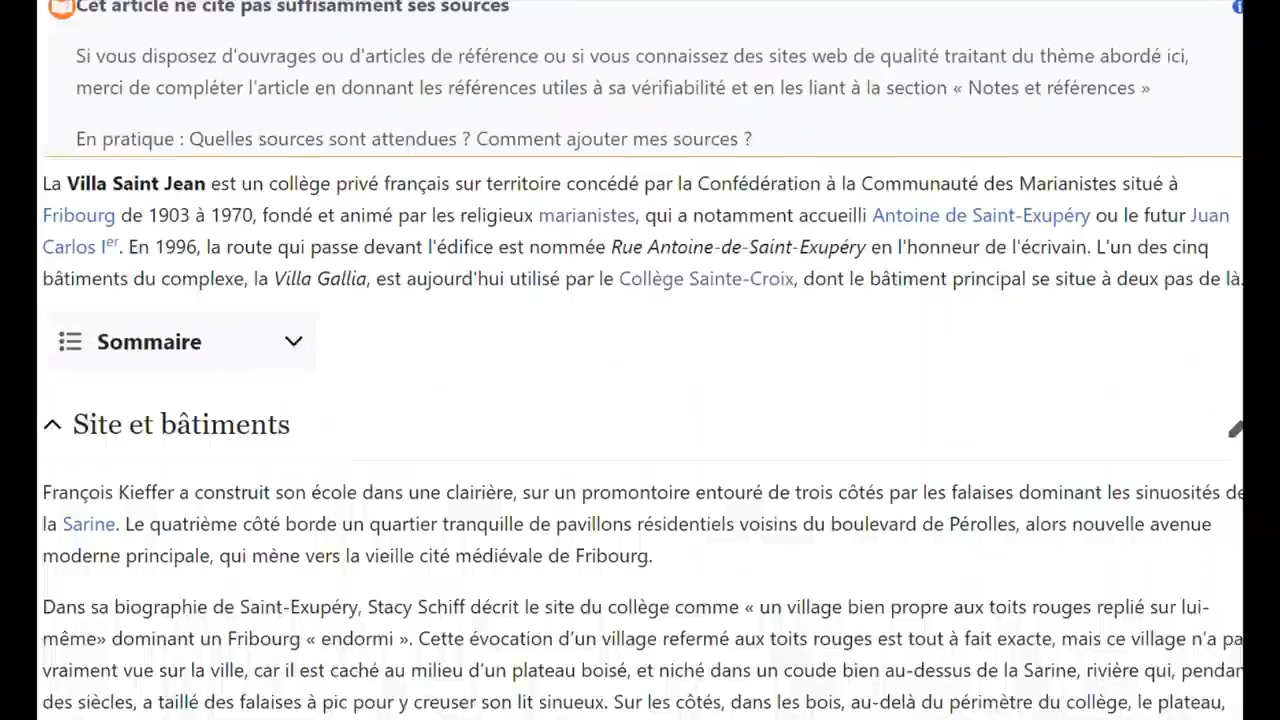 Cet article ne cite pas suffisamment ses sources
Si vous disposez d'ouvrages ou d'articles de référence ou si vous connaissez des sites web de qualité traitant du thème abordé ici,
merci de compléter l'article en donnant les références utiles à sa vérifiabilité et en les liant à la section « Notes et références »
En pratique : Quelles sources sont attendues ? Comment ajouter mes sources ?
La Villa Saint Jean est un collège privé français sur territoire concédé par la Confédération à la Communauté des Marianistes situé à
Fribourg de 1903 à 1970, fondé et animé par les religieux marianistes, qui a notamment accueilli Antoine de Saint-Exupéry ou le futur Juan
Carlos Ier. En 1996, la route qui passe devant l'édifice est nommée Rue Antoine-de-Saint-Exupéry en l'honneur de l'écrivain. L'un des cinq
bâtiments du complexe, la Villa Gallia, est aujourd'hui utilisé par le Collège Sainte-Croix, dont le bâtiment principal se situe à deux pas de là.
Sommaire
Site et bâtiments
François Kieffer a construit son école dans une clairière, sur un promontoire entouré de trois côtés par les falaises dominant les sinuosités de
la Sarine. Le quatrième côté borde un quartier tranquille de pavillons résidentiels voisins du boulevard de Pérolles, alors nouvelle avenue
moderne principale, qui mène vers la vieille cité médiévale de Fribourg.
Dans sa biographie de Saint-Exupéry, Stacy Schiff décrit le site du collège comme « un village bien propre aux toits rouges replié sur lui-
même» dominant un Fribourg « endormi ». Cette évocation d’un village refermé aux toits rouges est tout à fait exacte, mais ce village n’a pa
vraiment vue sur la ville, car il est caché au milieu d’un plateau boisé, et niché dans un coude bien au-dessus de la Sarine, rivière qui, pendan
des siècles, a taillé des falaises à pic pour y creuser son lit sinueux. Sur les côtés, dans les bois, au-delà du périmètre du collège, le plateau,